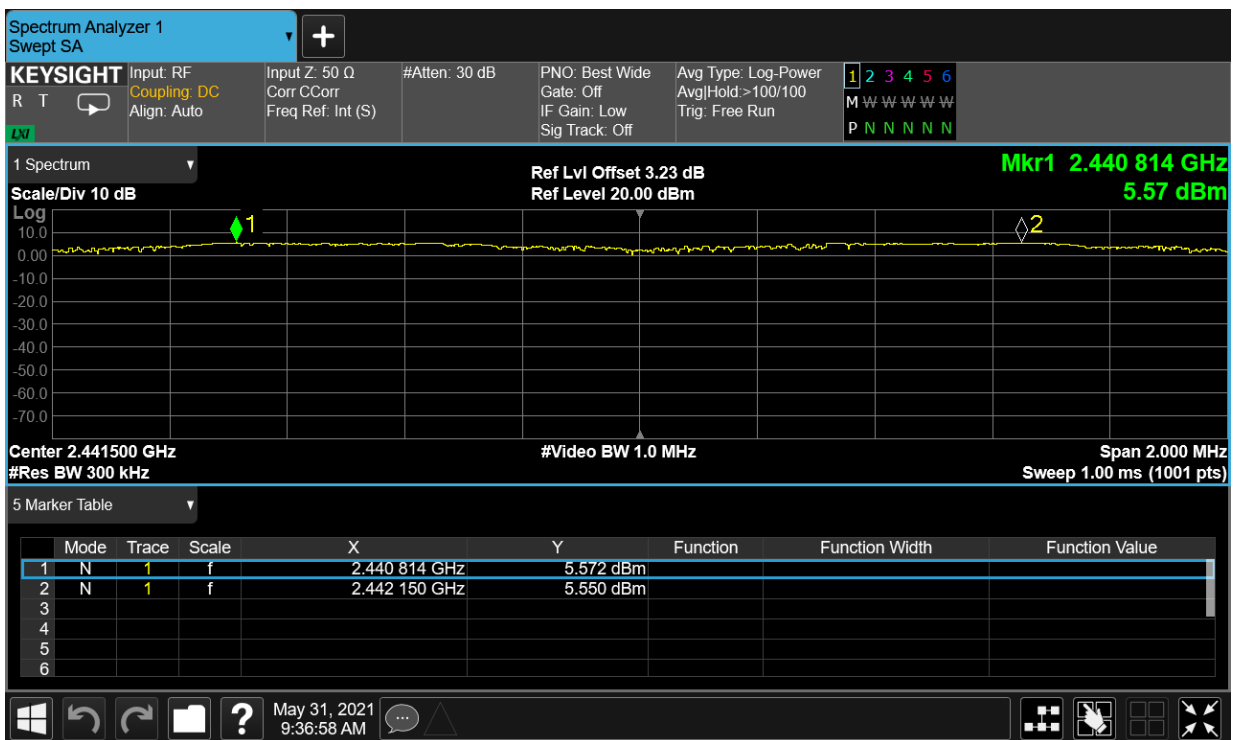 Spectrum Analyzer 1
Swept SA
KEYSIGHT
R T
LXI
Input: RF
Coupling: DC
Align: Auto
Input Z: 50 Ω
Corr CCorr
Freq Ref: Int (S)
#Atten: 30 dB
PNO: Best Wide
Gate: Off
IF Gain: Low
Sig Track: Off
Avg Type: Log-Power
Avg|Hold:>100/100
Trig: Free Run
1 2 3 4 5 6
M W W W W W
P N N N N N
1 Spectrum
Scale/Div 10 dB
Ref Lvl Offset 3.23 dB
Ref Level 20.00 dBm
Mkr1 2.440 814 GHz
5.57 dBm
Log
10.0
0.00
-10.0
-20.0
-30.0
-40.0
-50.0
-60.0
-70.0
1
2
Center 2.441500 GHz
#Res BW 300 kHz
#Video BW 1.0 MHz
Span 2.000 MHz
Sweep 1.00 ms (1001 pts)
5 Marker Table
Mode Trace Scale X Y Function Function Width Function Value
1 N 1 f 2.440 814 GHz 5.572 dBm
2 N 1 f 2.442 150 GHz 5.550 dBm
3
4
5
6
? May 31, 2021
9:36:58 AM